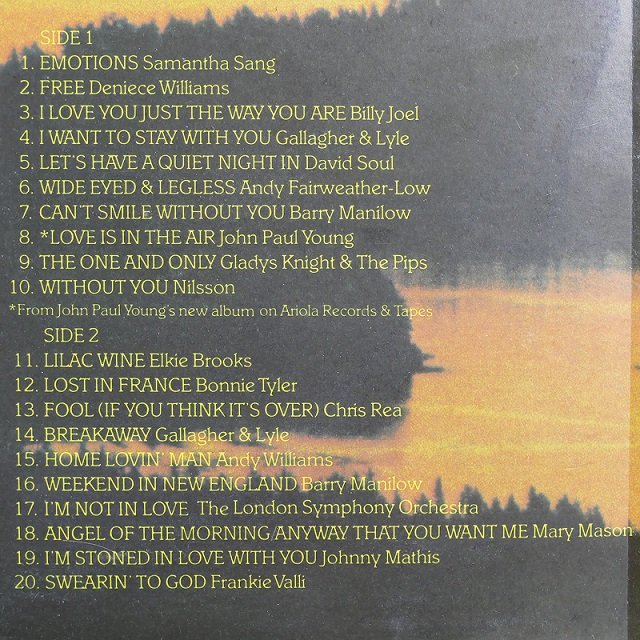 SIDE 1
1. EMOTIONS Samantha Sang
2. FREE Deniece Williams
3. I LOVE YOU JUST THE WAY YOU ARE Billy Joel
4. I WANT TO STAY WITH YOU Gallagher & Lyle
5. LET'S HAVE A QUIET NIGHT IN David Soul
6. WIDE EYED & LEGLESS Andy Fairweather-Low
7. CAN'T SMILE WITHOUT YOU Barry Manilow
8. *LOVE IS IN THE AIR John Paul Young
9. THE ONE AND ONLY Gladys Knight & The Pips
10. WITHOUT YOU Nilsson
*From John Paul Young's new album on Ariola Records & Tapes
SIDE 2
11. LILAC WINE Elkie Brooks
12. LOST IN FRANCE Bonnie Tyler
13. FOOL (IF YOU THINK IT'S OVER) Chris Rea
14. BREAKAWAY Gallagher & Lyle
15. HOME LOVIN' MAN Andy Williams
16. WEEKEND IN NEW ENGLAND Barry Manilow
17. I'M NOT IN LOVE The London Symphony Orchestra
18. ANGEL OF THE MORNING/ANYWAY THAT YOU WANT ME Mary Mason
19. I'M STONED IN LOVE WITH YOU Johnny Mathis
20. SWEARIN' TO GOD Frankie Valli